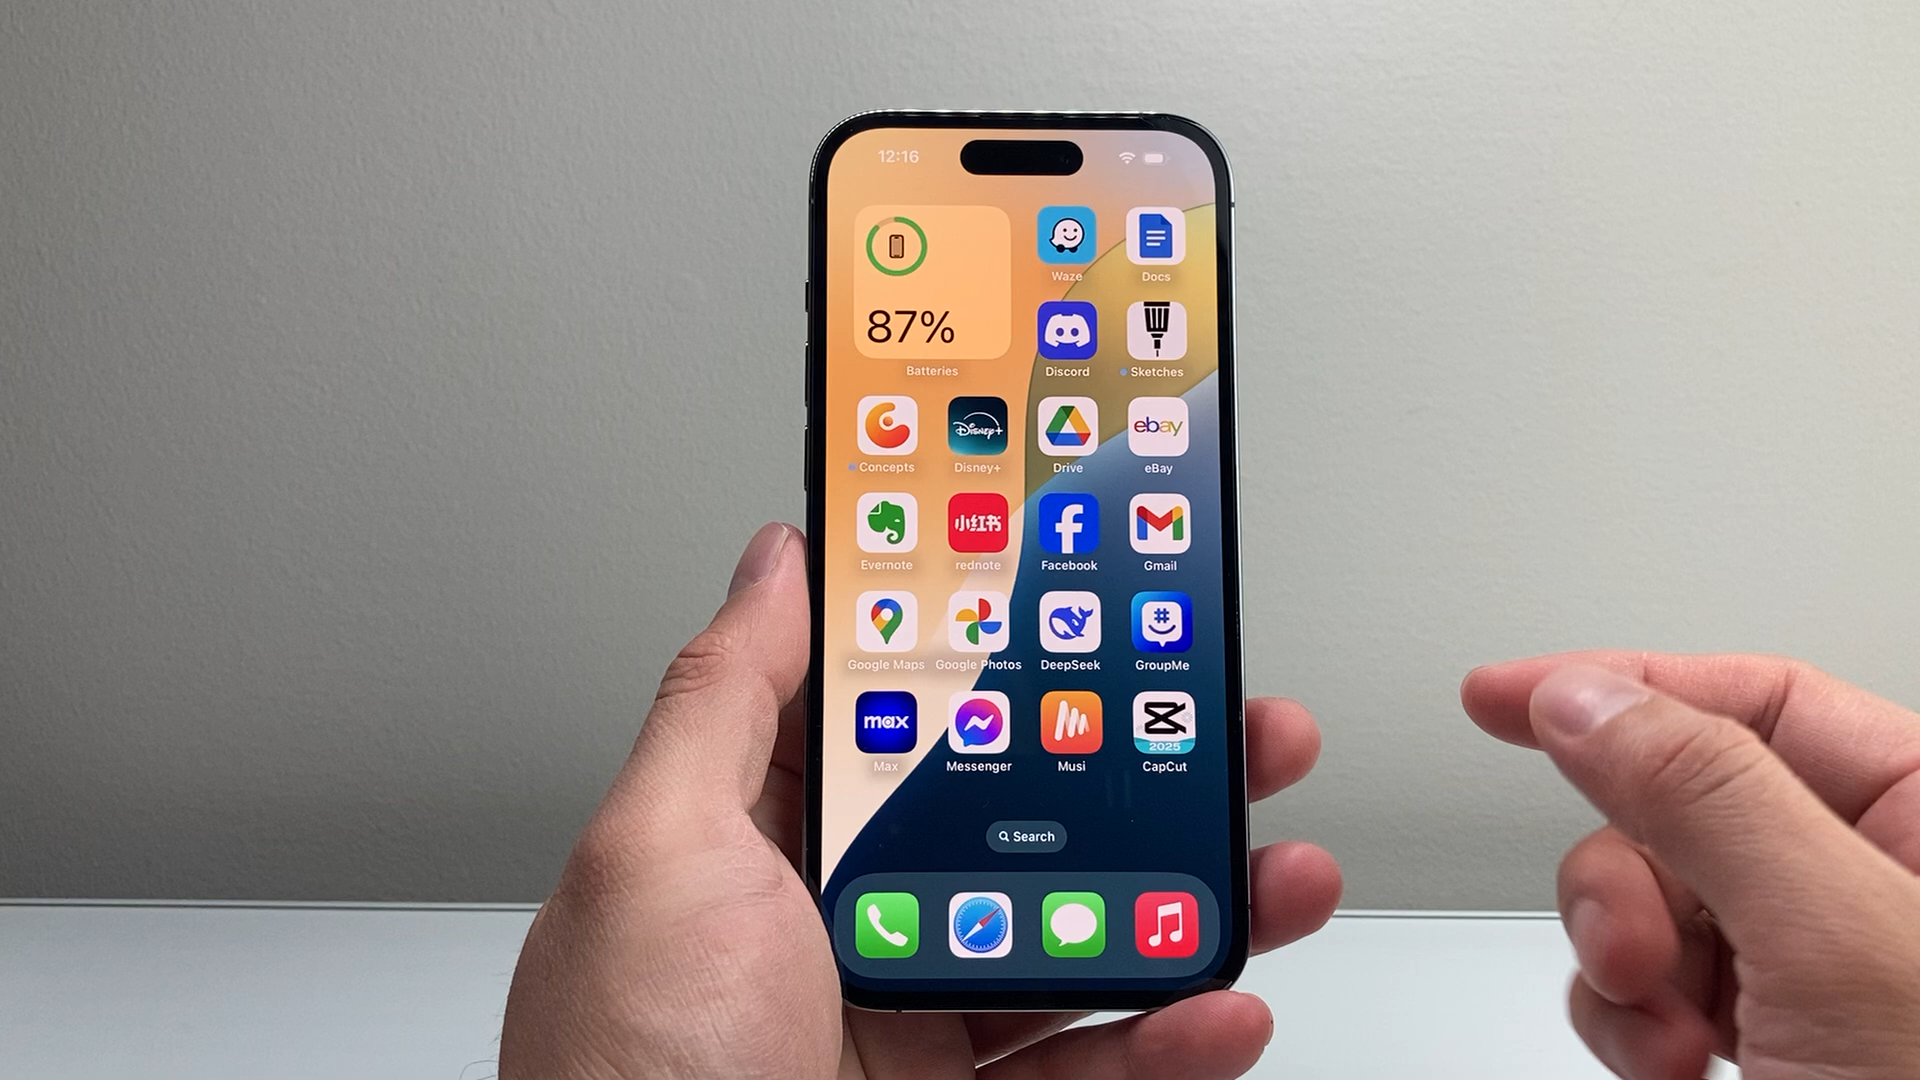 12:16
87%
Batteries
Waze
Docs
Discord
Sketches
Disney+
ebay
Concepts
Disney+
Drive
eBay
小红书
Evernote
rednote
Facebook
Gmail
Google Maps
Google Photos
DeepSeek
GroupMe
max
2025
Max
Messenger
Musi
CapCut
Search